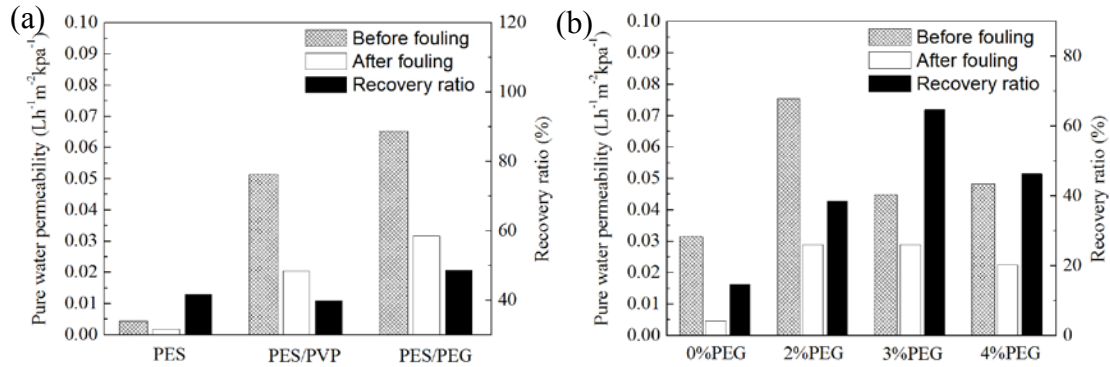 (a)
Pure water permeability (Lh⁻¹m⁻²kpa⁻¹)
0.10
0.09
0.08
0.07
0.06
0.05
0.04
0.03
0.02
0.01
0.00
Before fouling
After fouling
Recovery ratio
120
100
80
60
40
Recovery ratio (%)
PES PES/PVP PES/PEG
(b)
Pure water permeability (Lh⁻¹m⁻²kpa⁻¹)
0.10
0.09
0.08
0.07
0.06
0.05
0.04
0.03
0.02
0.01
0.00
Before fouling
After fouling
Recovery ratio
80
60
40
20
0
Recovery ratio (%)
0%PEG 2%PEG 3%PEG 4%PEG